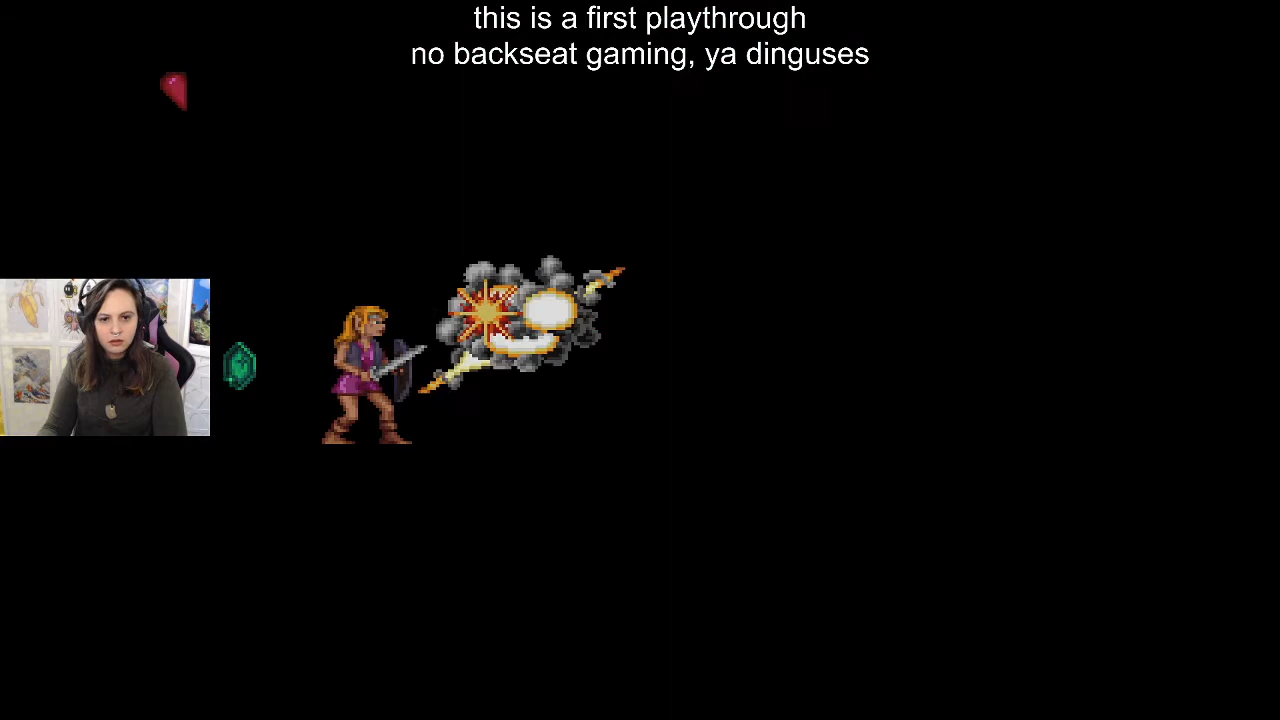 this is a first playthrough
no backseat gaming, ya dinguses